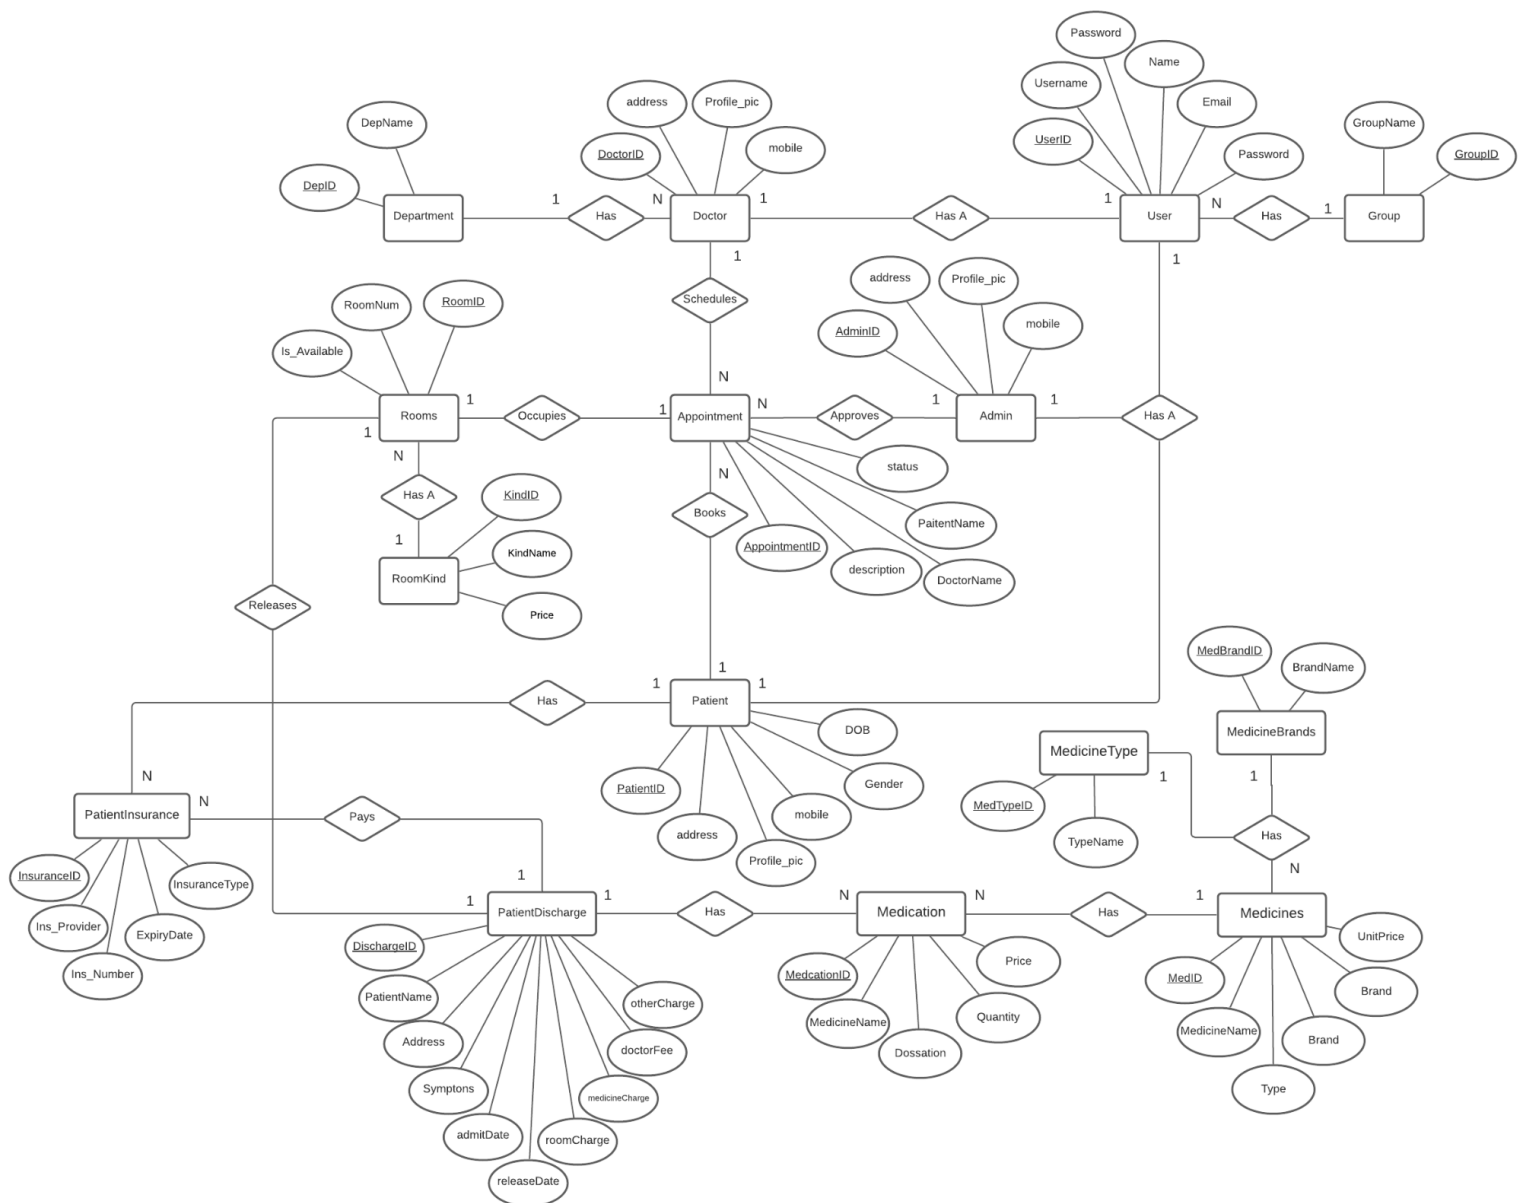 Password
Name
Username
Email
address
Profile_pic
GroupName
DepName
UserID
mobile
DoctorID
Password
GroupID
DepID
1
N
1
1
N
1
Department
Has
Doctor
Has A
User
Has
Group
1
1
address
Profile_pic
RoomNum
RoomID
Schedules
mobile
AdminID
Is_Available
N
1
1
N
1
1
Rooms
Occupies
Appointment
Approves
Admin
Has A
1
N
status
N
Has A
KindID
Books
PaitentName
1
AppointmentID
KindName
description
DoctorName
RoomKind
Releases
Price
MedBrandID
BrandName
1
1
1
Has
Patient
DOB
MedicineBrands
MedicineType
N
1
1
Gender
PatientID
N
MedTypeID
PatientInsurance
Pays
mobile
address
TypeName
Has
Profile_pic
N
1
InsuranceID
InsuranceType
1
1
N
N
1
PatientDischarge
Has
Medication
Has
Medicines
Ins_Provider
ExpiryDate
UnitPrice
DischargeID
Price
Ins_Number
MedcationID
MedID
Brand
PatientName
otherCharge
MedicineName
Quantity
MedicineName
Address
doctorFee
Dossation
Brand
Symptons
medicineCharge
Type
admitDate
roomCharge
releaseDate